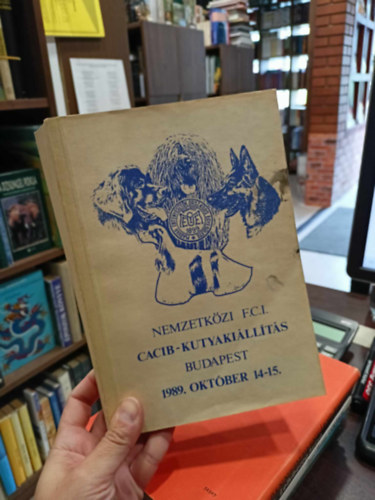 NEMZETKÖZI F.C.I.
CACIB-KUTYAKIÁLLÍTÁS
BUDAPEST
1989. OKTÓBER 14-15.